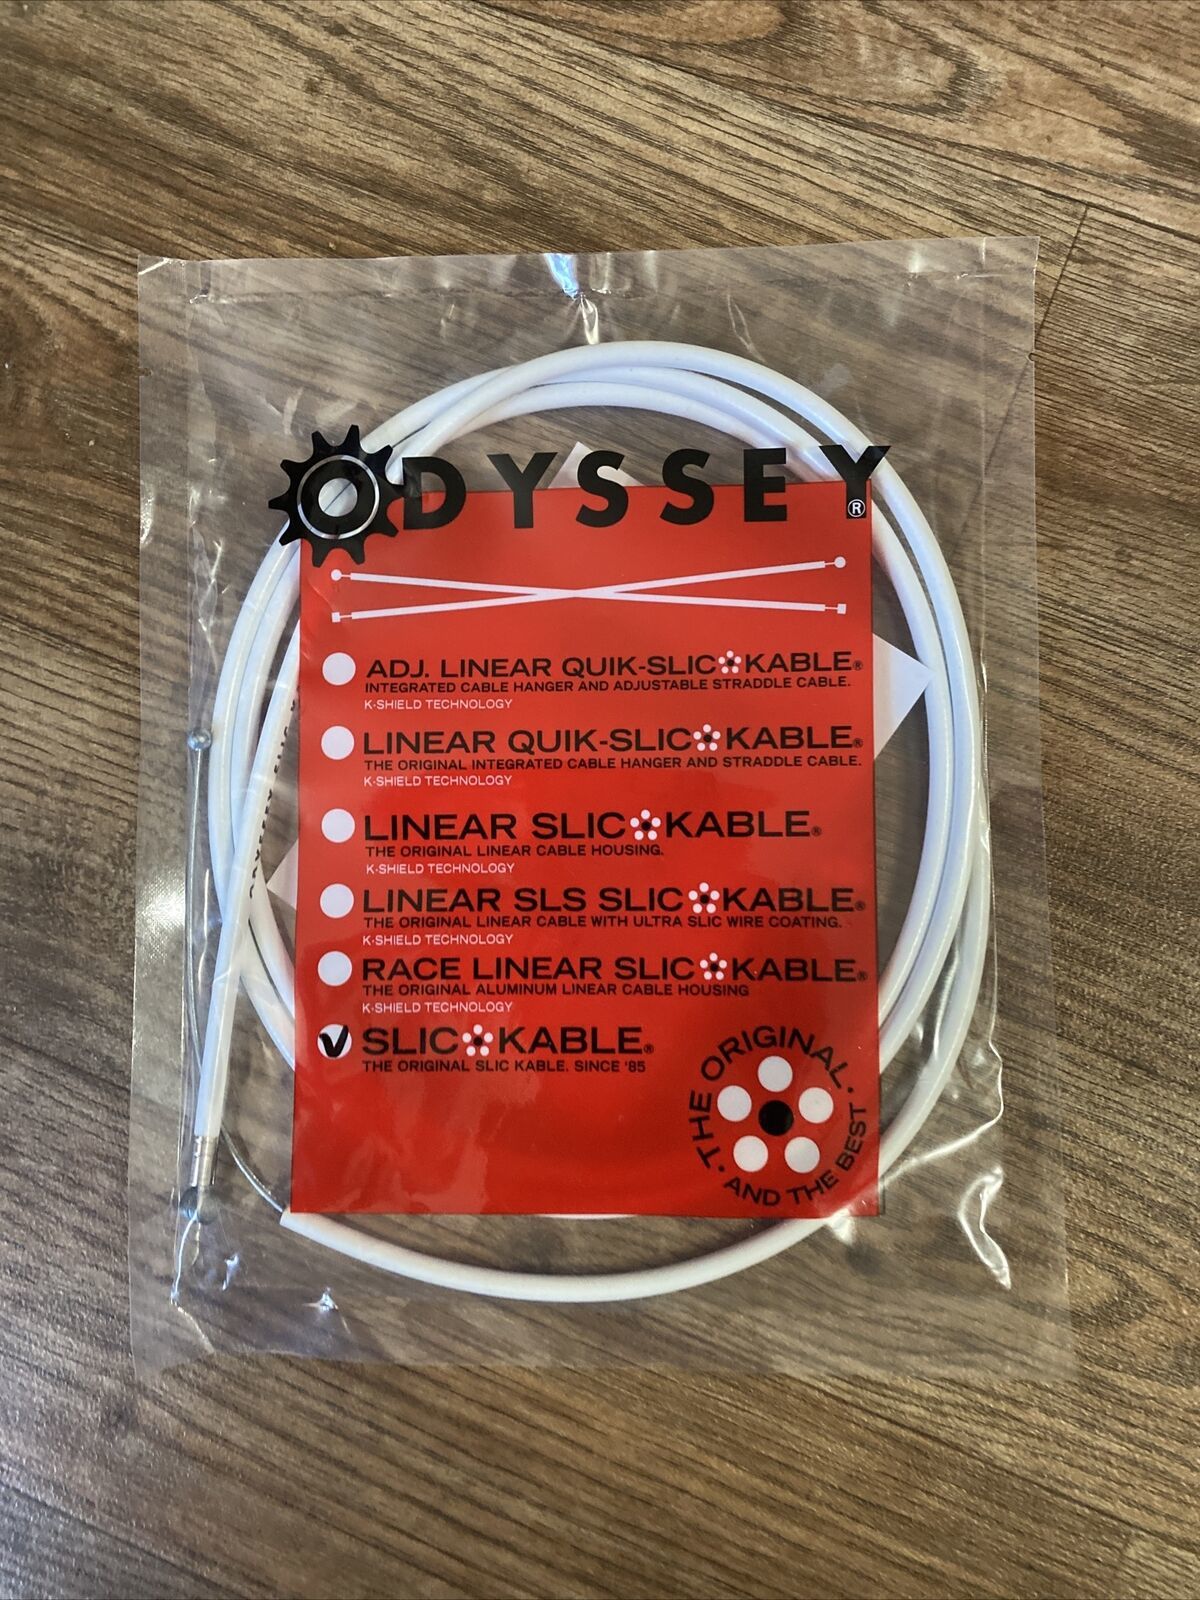 ODYSSEY®
ADJ. LINEAR QUIK-SLIC KABLE®
INTEGRATED CABLE HANGER AND ADJUSTABLE STRADDLE CABLE.
K-SHIELD TECHNOLOGY
LINEAR QUIK-SLIC KABLE®
THE ORIGINAL INTEGRATED CABLE HANGER AND STRADDLE CABLE.
K-SHIELD TECHNOLOGY
LINEAR SLIC KABLE®
THE ORIGINAL LINEAR CABLE HOUSING.
K-SHIELD TECHNOLOGY
LINEAR SLS SLIC KABLE®
THE ORIGINAL LINEAR CABLE WITH ULTRA SLIC WIRE COATING.
K-SHIELD TECHNOLOGY
RACE LINEAR SLIC KABLE®
THE ORIGINAL ALUMINUM LINEAR CABLE HOUSING
K-SHIELD TECHNOLOGY
SLIC KABLE®
THE ORIGINAL SLIC KABLE. SINCE '85
· THE ORIGINAL ·
AND THE BEST
ODYSSEY SLIC